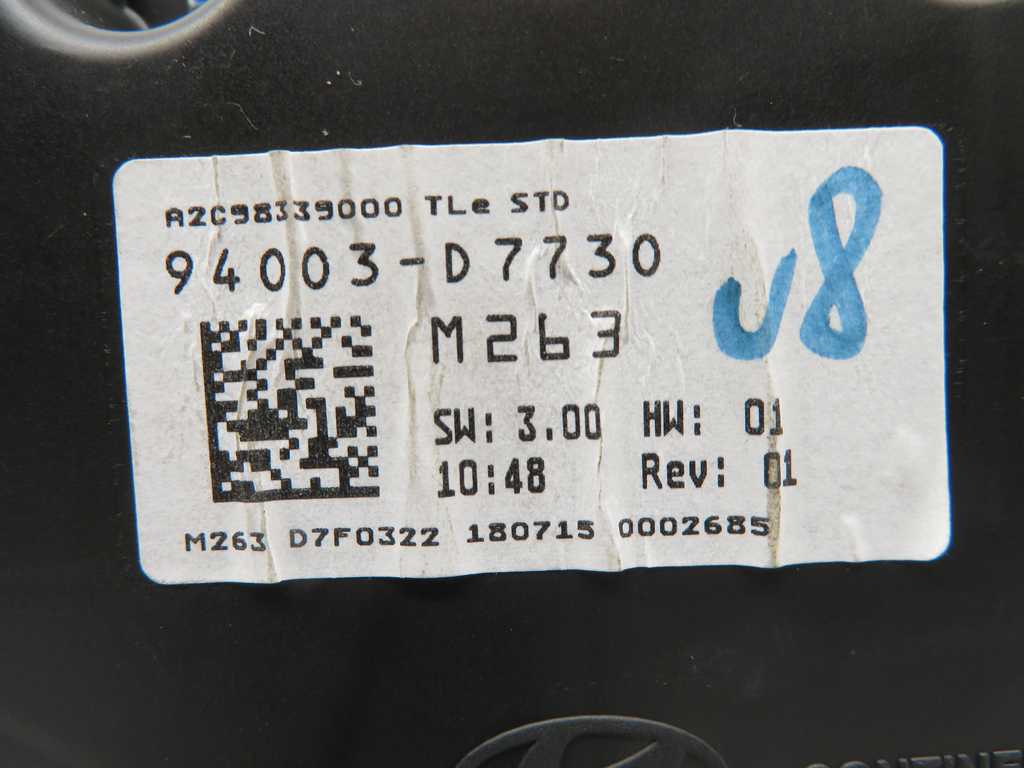 A2C98339000 TLe STD
94003-D7730
M263
SW: 3.00 HW: 01
10:48 Rev: 01
M263 D7F0322 180715 0002685